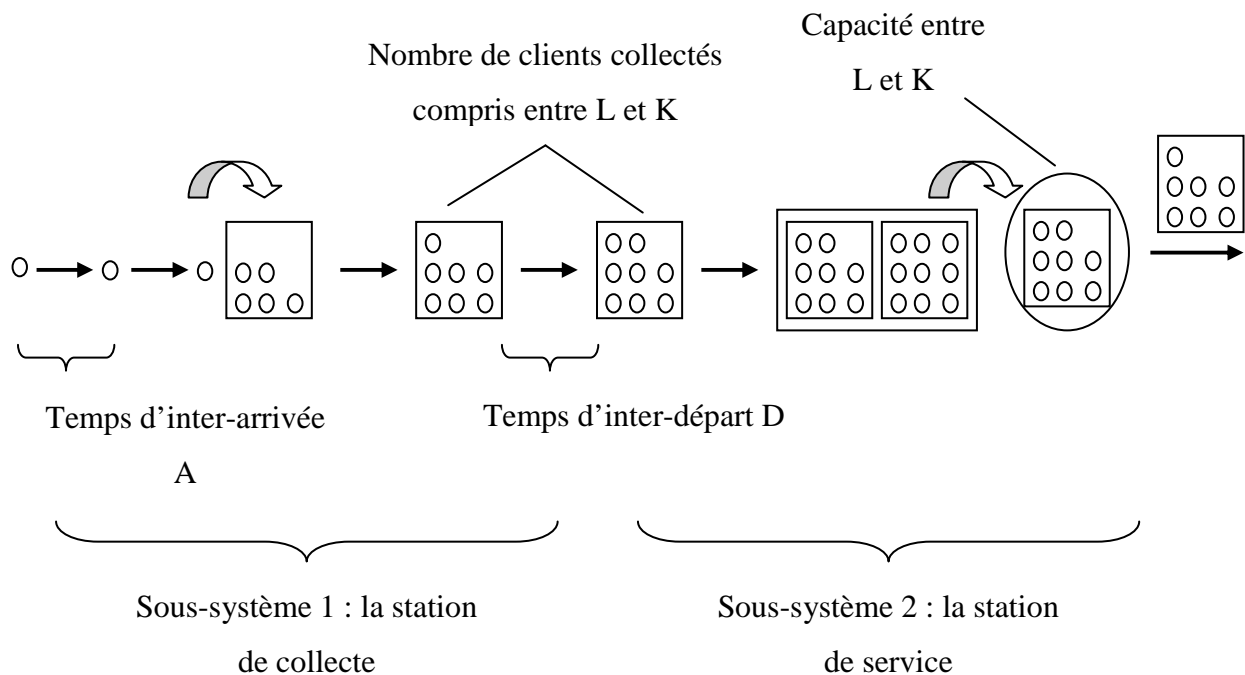 Nombre de clients collectés
compris entre L et K
Capacité entre
L et K
Temps d’inter-arrivée
A
Temps d’inter-départ D
Sous-système 1 : la station
de collecte
Sous-système 2 : la station
de service